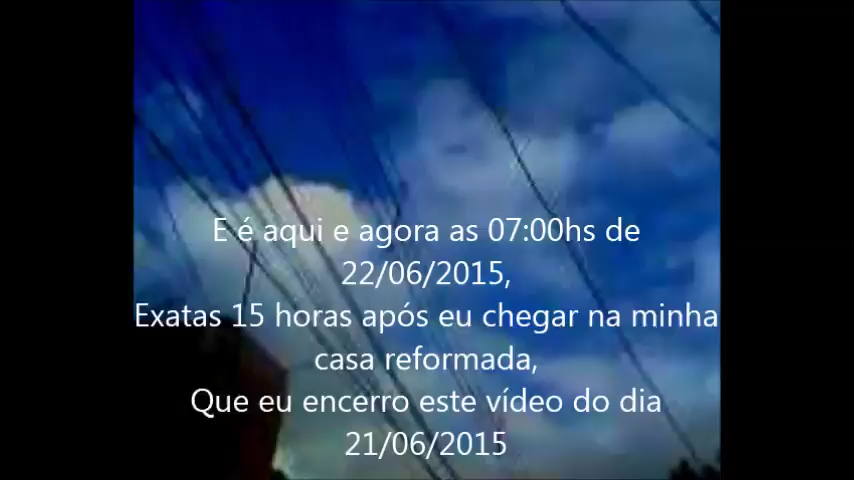 E é aqui e agora as 07:00hs de
22/06/2015,
Exatas 15 horas após eu chegar na minha
casa reformada,
Que eu encerro este vídeo do dia
21/06/2015